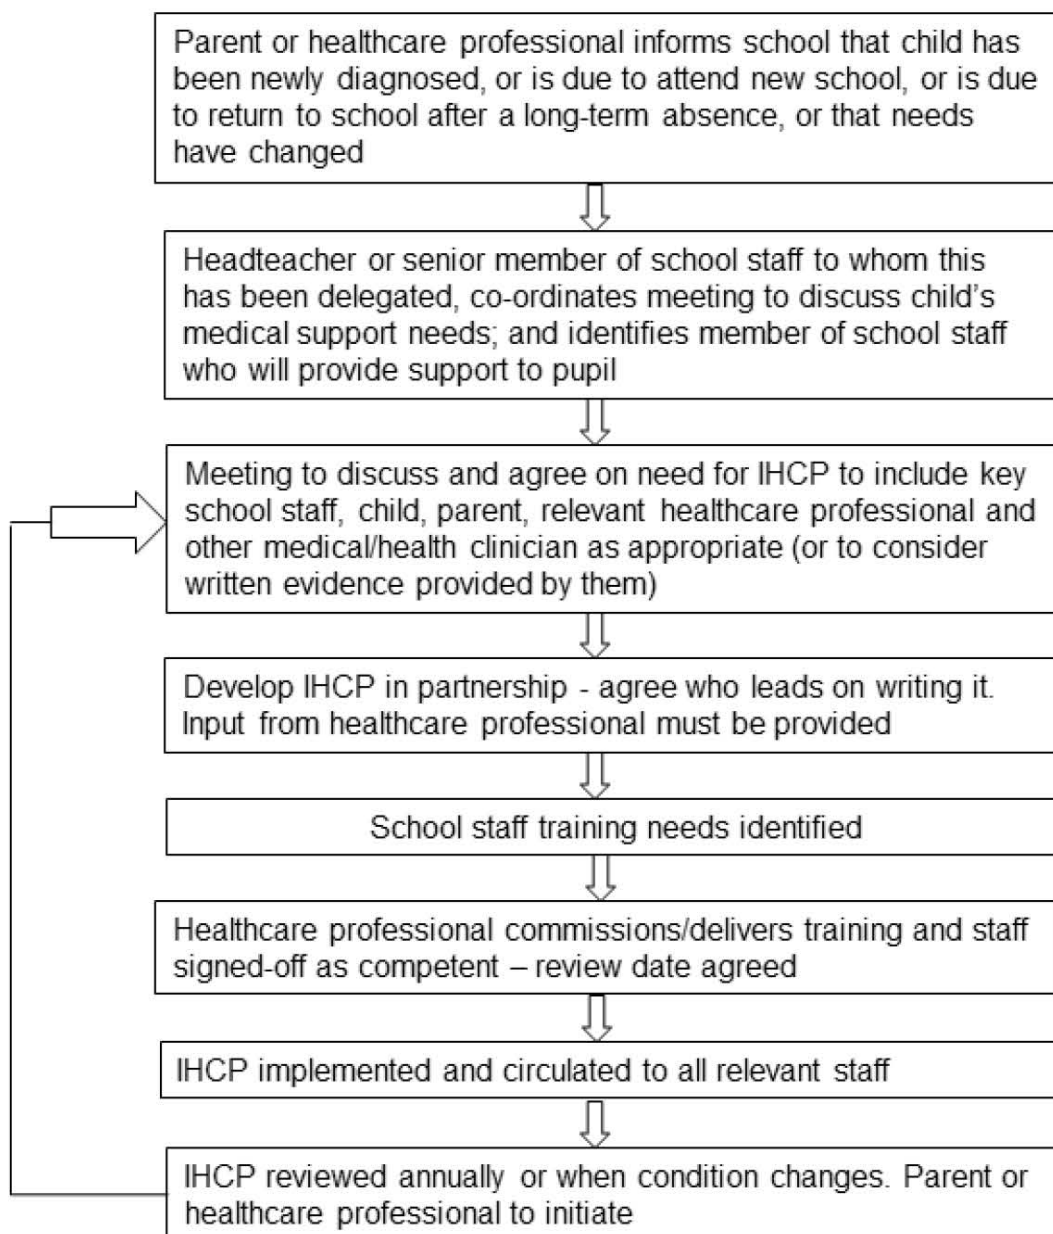 Parent or healthcare professional informs school that child has
been newly diagnosed, or is due to attend new school, or is due
to return to school after a long-term absence, or that needs
have changed
Headteacher or senior member of school staff to whom this
has been delegated, co-ordinates meeting to discuss child's
medical support needs; and identifies member of school staff
who will provide support to pupil
Meeting to discuss and agree on need for IHCP to include key
school staff, child, parent, relevant healthcare professional and
other medical/health clinician as appropriate (or to consider
written evidence provided by them)
Develop IHCP in partnership - agree who leads on writing it.
Input from healthcare professional must be provided
School staff training needs identified
Healthcare professional commissions/delivers training and staff
signed-off as competent – review date agreed
IHCP implemented and circulated to all relevant staff
IHCP reviewed annually or when condition changes. Parent or
healthcare professional to initiate